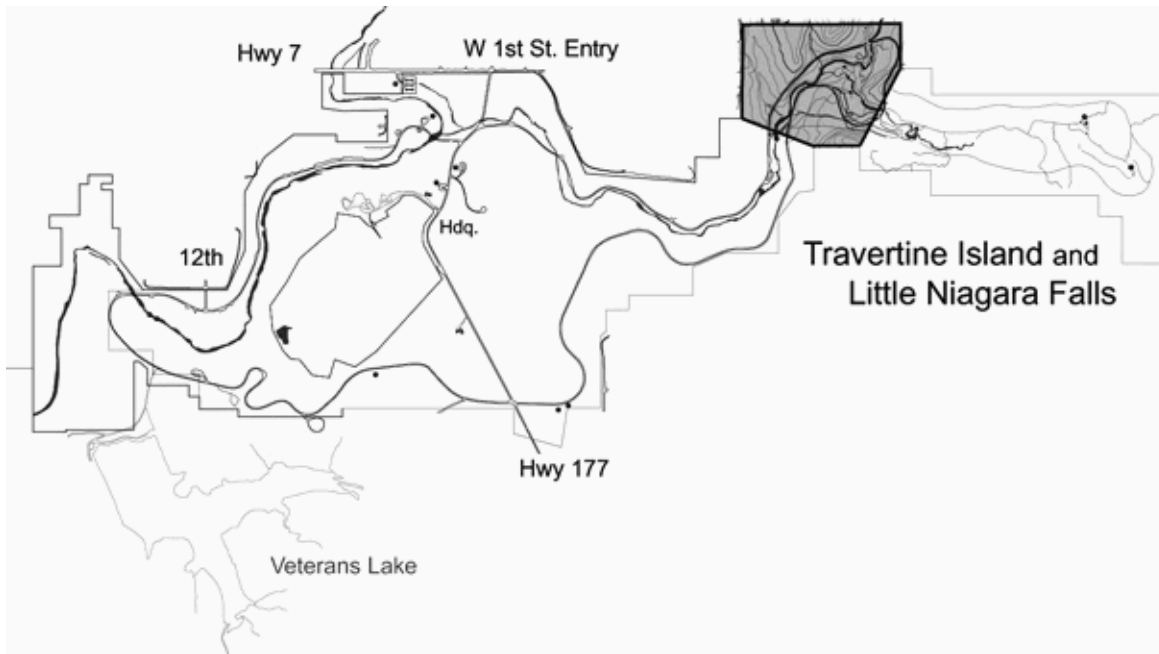 Hwy 7
W 1st St. Entry
Hdq.
12th
Travertine Island and
Little Niagara Falls
Hwy 177
Veterans Lake